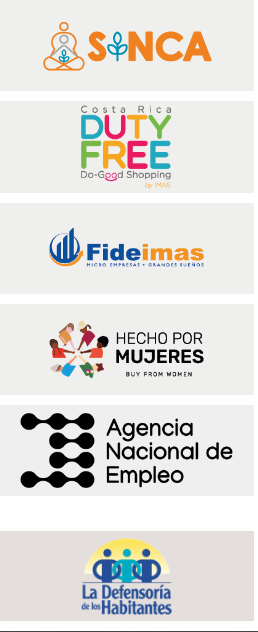 SINCA
Costa Rica
DUTY
FREE
Do-Good Shopping
by IMAS
Fideimas
MICRO EMPRESAS • GRANDES SUEÑOS
HECHO POR
MUJERES
BUY FROM WOMEN
Agencia
Nacional de
Empleo
La Defensoría
de los Habitantes